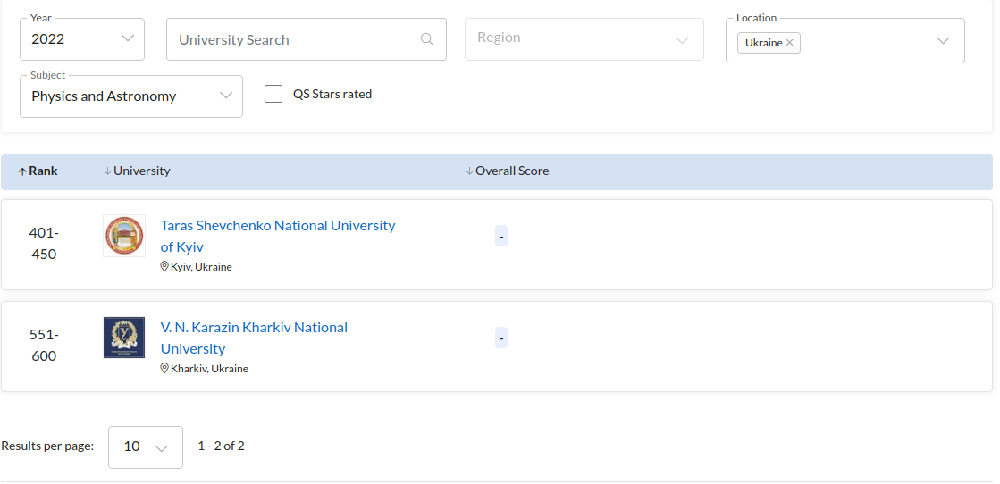 Year
2022
University Search
Region
Location
Ukraine ×
Subject
Physics and Astronomy
QS Stars rated
↑ Rank
↓ University
↓ Overall Score
401-
450
Taras Shevchenko National University
of Kyiv
Kyiv, Ukraine
-
551-
600
V. N. Karazin Kharkiv National
University
Kharkiv, Ukraine
-
Results per page:
10
1 - 2 of 2